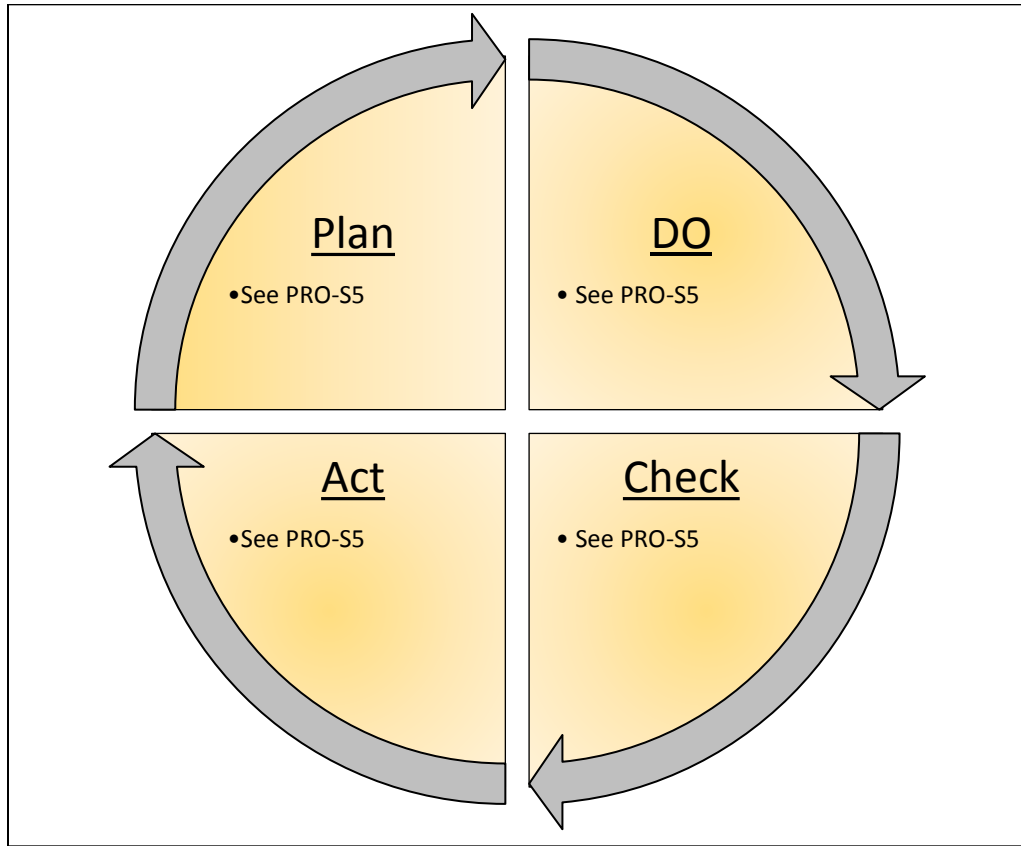 Plan
•See PRO-S5
DO
• See PRO-S5
Act
•See PRO-S5
Check
• See PRO-S5